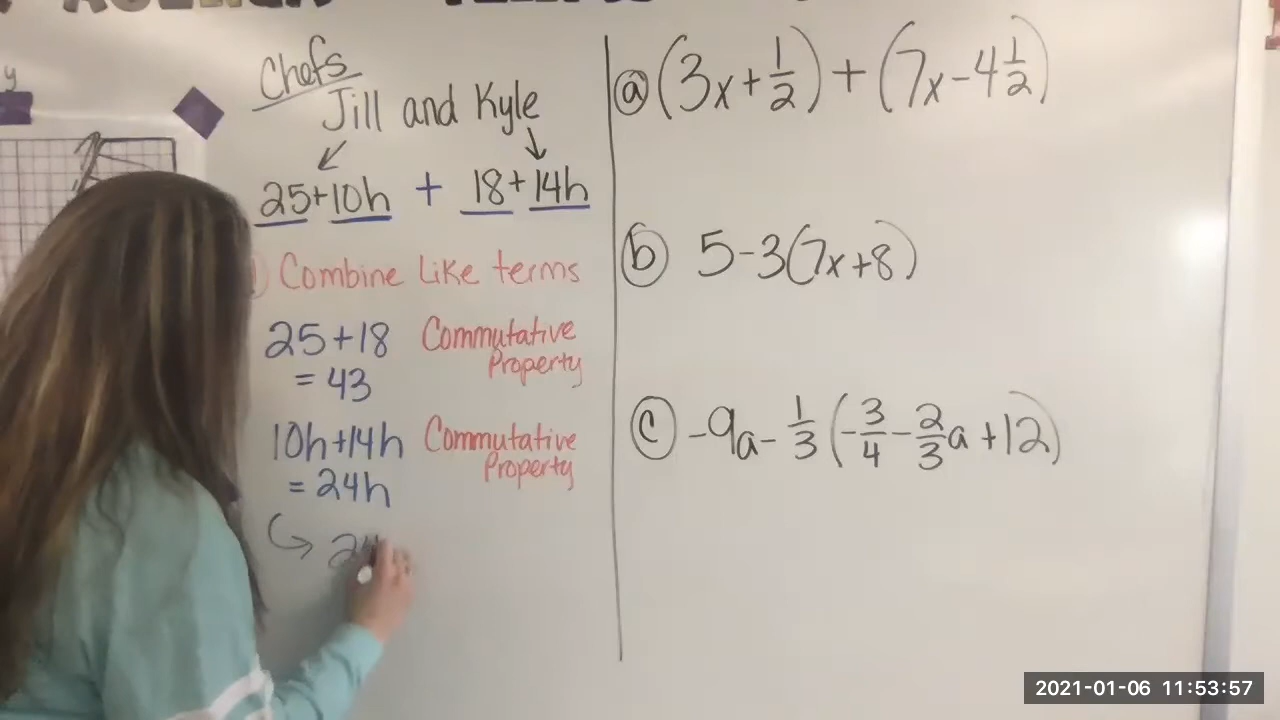 y
Chefs
Jill and Kyle
25+10h + 18+14h
Combine Like terms
25+18 Commutative Property
= 43
10h+14h Commutative Property
= 24h
24
ⓐ (3x + 1/2) + (7x - 4 1/2)
ⓑ 5-3(7x+8)
ⓒ -9a - 1/3 (-3/4 - 2/3 a + 12)
2021-01-06 11:53:57